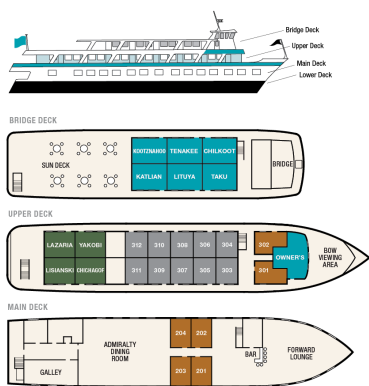 Bridge Deck
Upper Deck
Main Deck
Lower Deck
BRIDGE DECK
SUN DECK
KOOTZNAHOO TENAKEE CHILKOOT
KATLIAN LITUYA TAKU
BRIDGE
UPPER DECK
LAZARIA YAKOBI 312 310 308 306 304 302
LISIANSKI CHICHAGOF 311 309 307 305 303 301
OWNER'S
BOW
VIEWING
AREA
MAIN DECK
GALLEY
ADMIRALTY
DINING
ROOM
204 202
203 201
BAR
FORWARD
LOUNGE